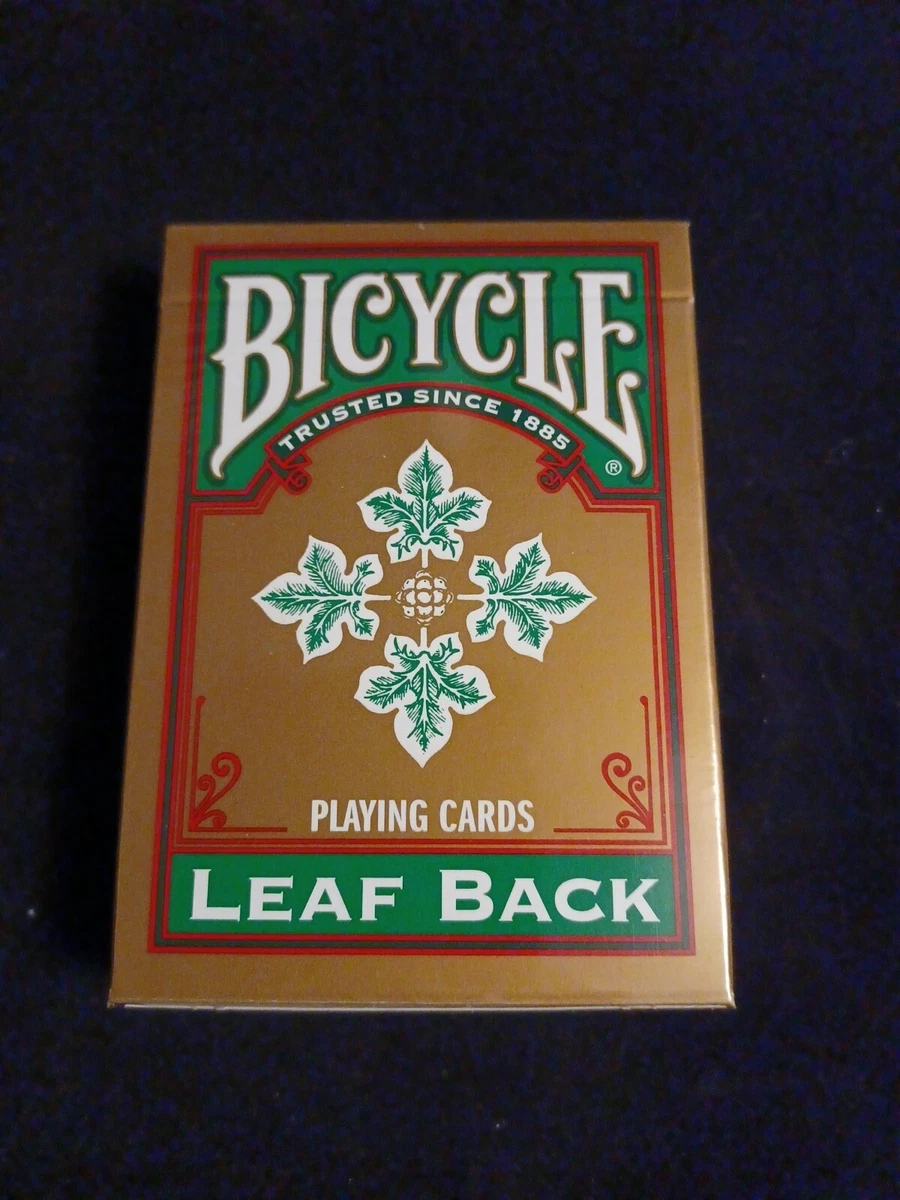 BICYCLE
TRUSTED SINCE 1885
®
PLAYING CARDS
LEAF BACK